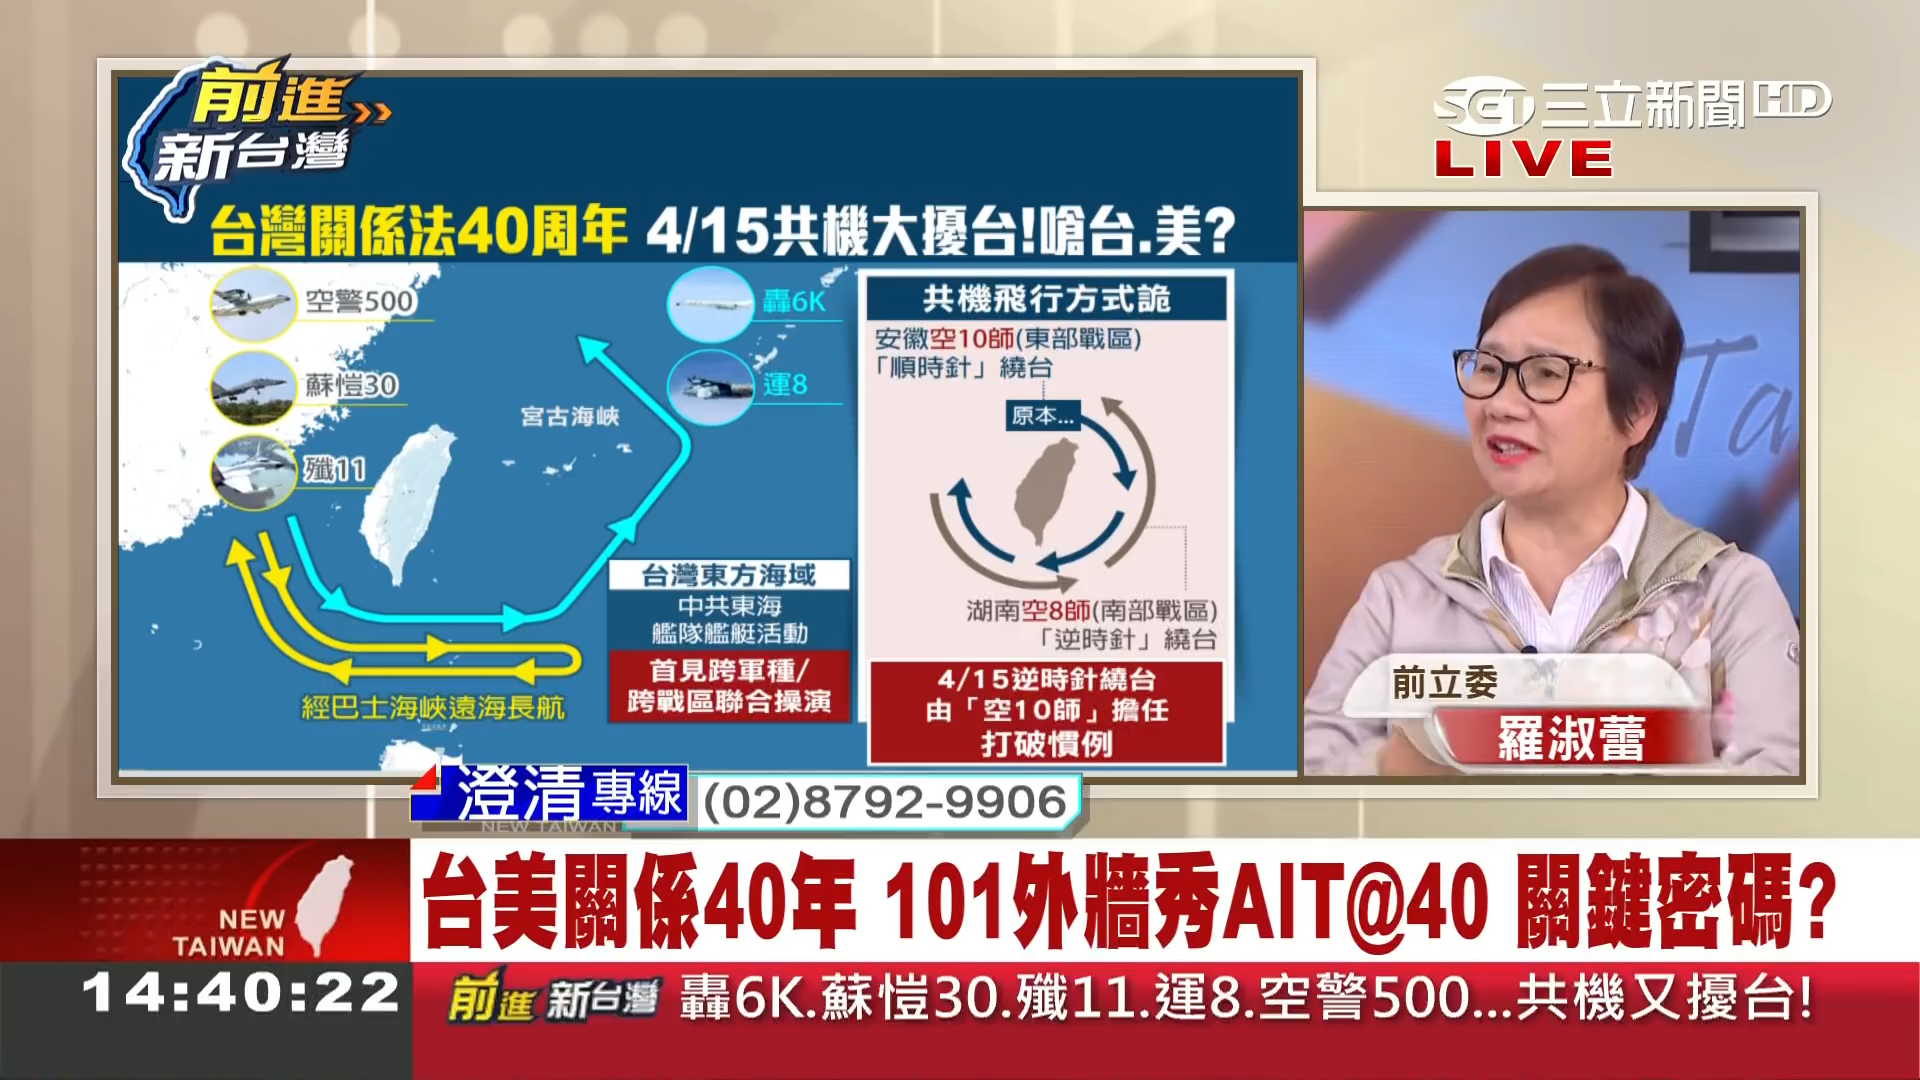 前進
新台灣
SET三立新聞HD
LIVE
台灣關係法40周年 4/15共機大擾台!嗆台.美?
空警500
蘇愷30
殲11
轟6K
運8
宮古海峽
經巴士海峽遠海長航
台灣東方海域
中共東海
艦隊艦艇活動
首見跨軍種/
跨戰區聯合操演
共機飛行方式詭
安徽空10師(東部戰區)
「順時針」繞台
原本...
湖南空8師(南部戰區)
「逆時針」繞台
4/15逆時針繞台
由「空10師」擔任
打破慣例
Ta
前立委
羅淑蕾
澄清專線 (02)8792-9906
NEW TAIWAN
NEW
TAIWAN
台美關係40年 101外牆秀AIT@40 關鍵密碼?
14:40:22
前進新台灣 轟6K.蘇愷30.殲11.運8.空警500...共機又擾台!